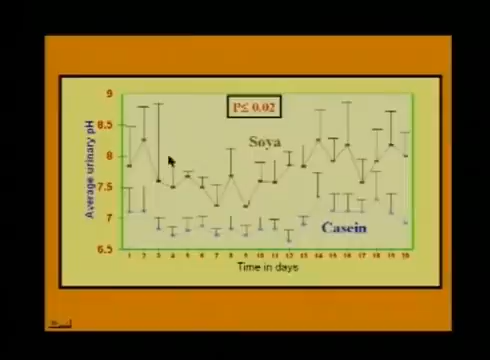 9
8.5
8
7.5
7
6.5
Average urinary pH
P≤ 0.02
Soya
Casein
1 2 3 4 5 6 7 8 9 10 11 12 13 14 15 16 17 18 19 20
Time in days